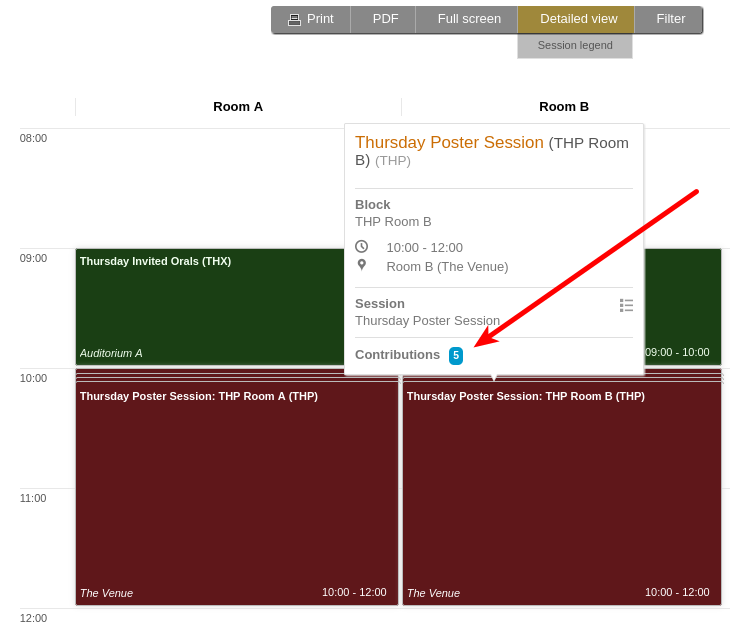 Print PDF Full screen Detailed view Filter
Session legend
Room A Room B
08:00
Thursday Poster Session (THP Room
B) (THP)
Block
THP Room B
10:00 - 12:00
Room B (The Venue)
Session
Thursday Poster Session
Contributions 5
09:00
Thursday Invited Orals (THX)
Auditorium A
09:00 - 10:00
10:00
Thursday Poster Session: THP Room A (THP)
The Venue 10:00 - 12:00
Thursday Poster Session: THP Room B (THP)
The Venue 10:00 - 12:00
11:00
12:00